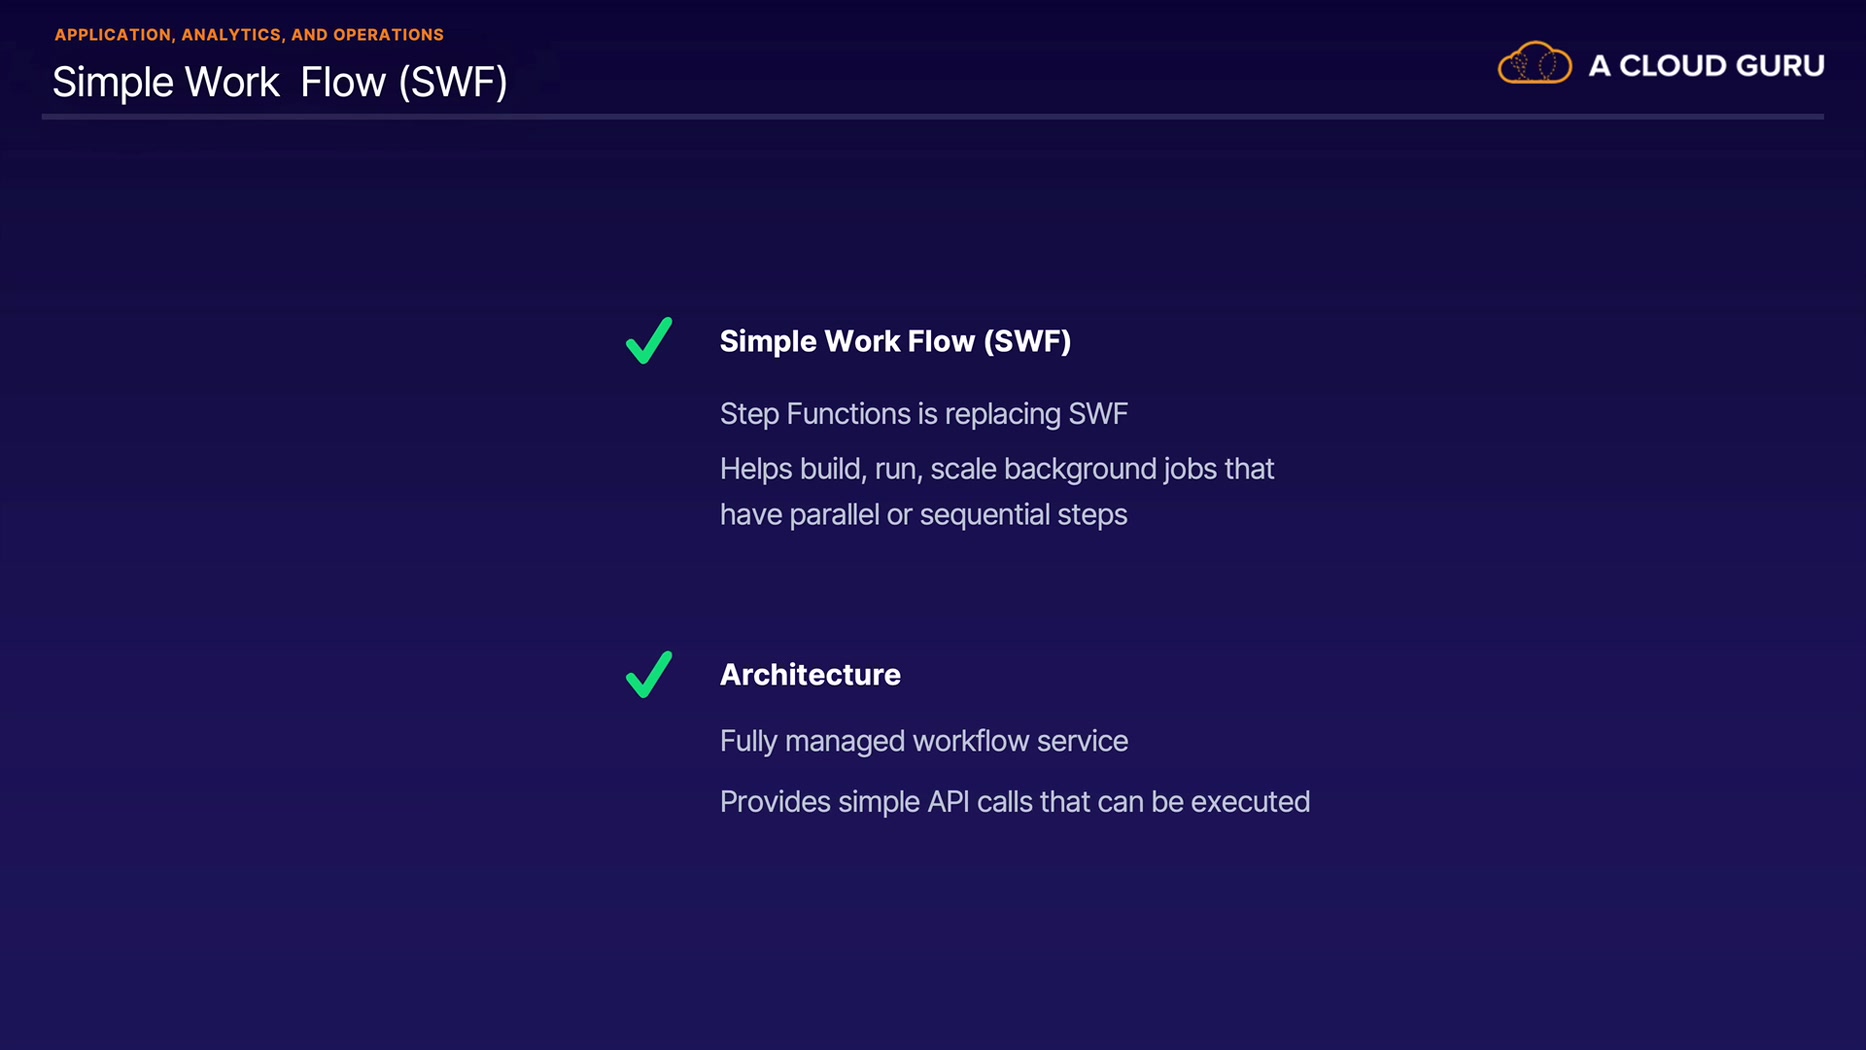 APPLICATION, ANALYTICS, AND OPERATIONS
Simple Work Flow (SWF)
A CLOUD GURU
Simple Work Flow (SWF)
Step Functions is replacing SWF
Helps build, run, scale background jobs that
have parallel or sequential steps
Architecture
Fully managed workflow service
Provides simple API calls that can be executed